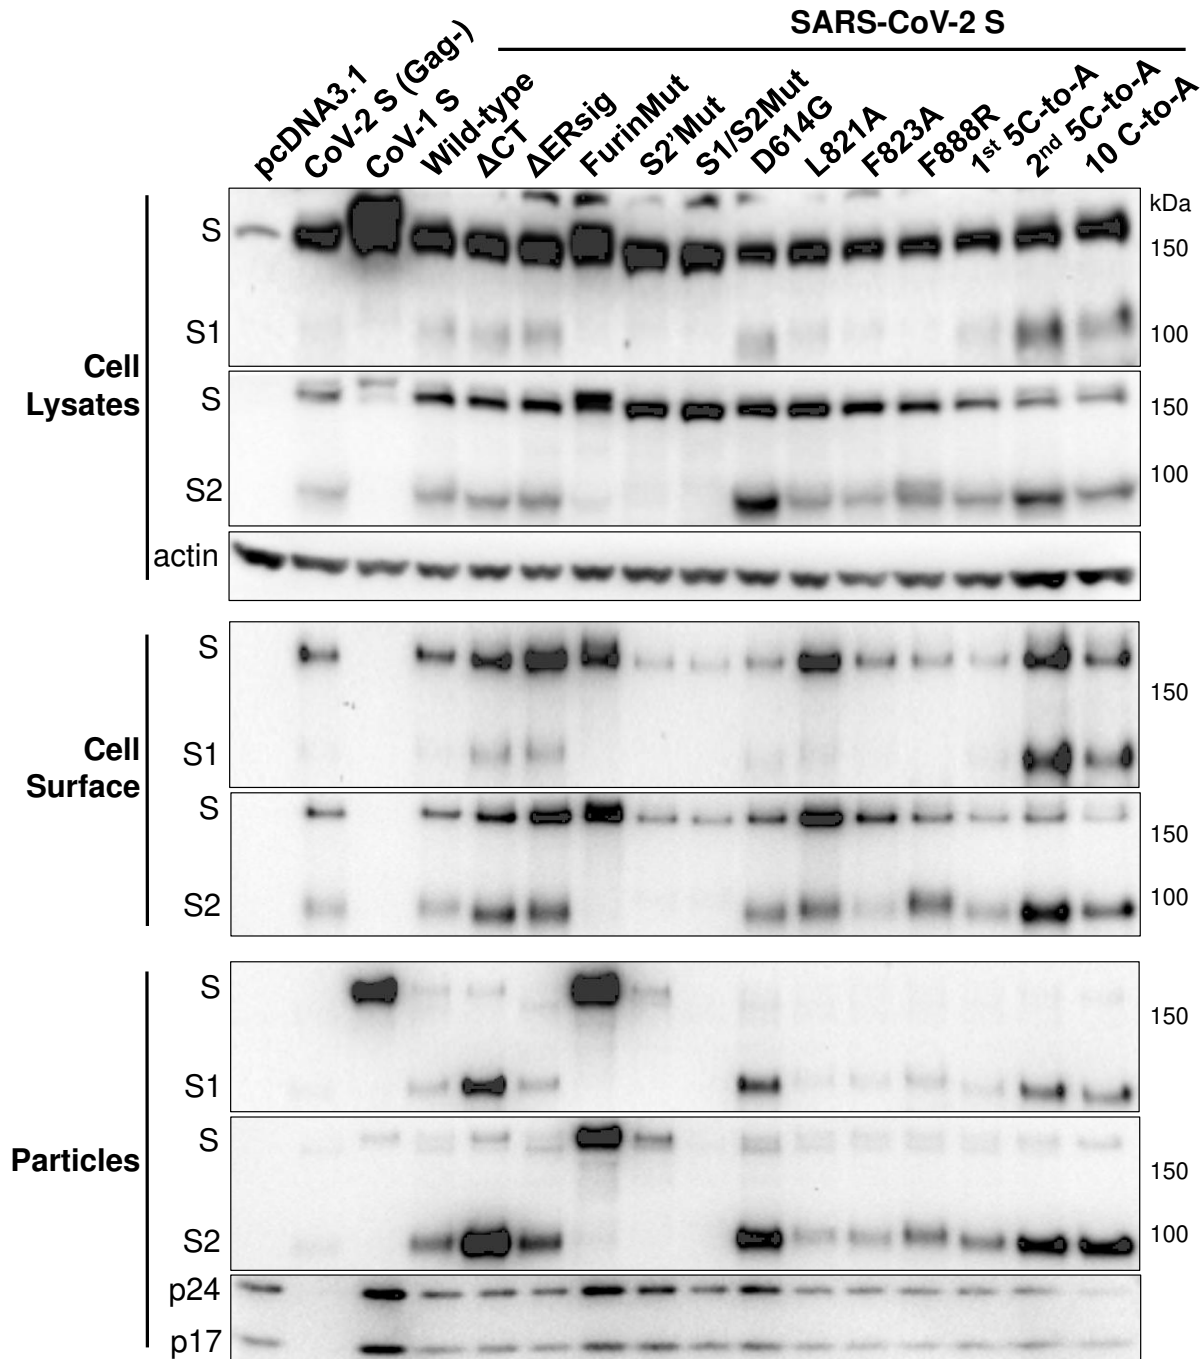 SARS-CoV-2 S
pcDNA3.1
CoV-2 S (Gag-)
CoV-1 S
Wild-type
ΔCT
ΔERsig
FurinMut
S2'Mut
S1/S2Mut
D614G
L821A
F823A
F888R
1st 5C-to-A
2nd 5C-to-A
10 C-to-A
kDa
S
150
S1
100
Cell
Lysates
S
150
S2
100
actin
S
150
Cell
Surface
S1
S
150
S2
100
S
150
S1
Particles
S
150
S2
100
p24
p17